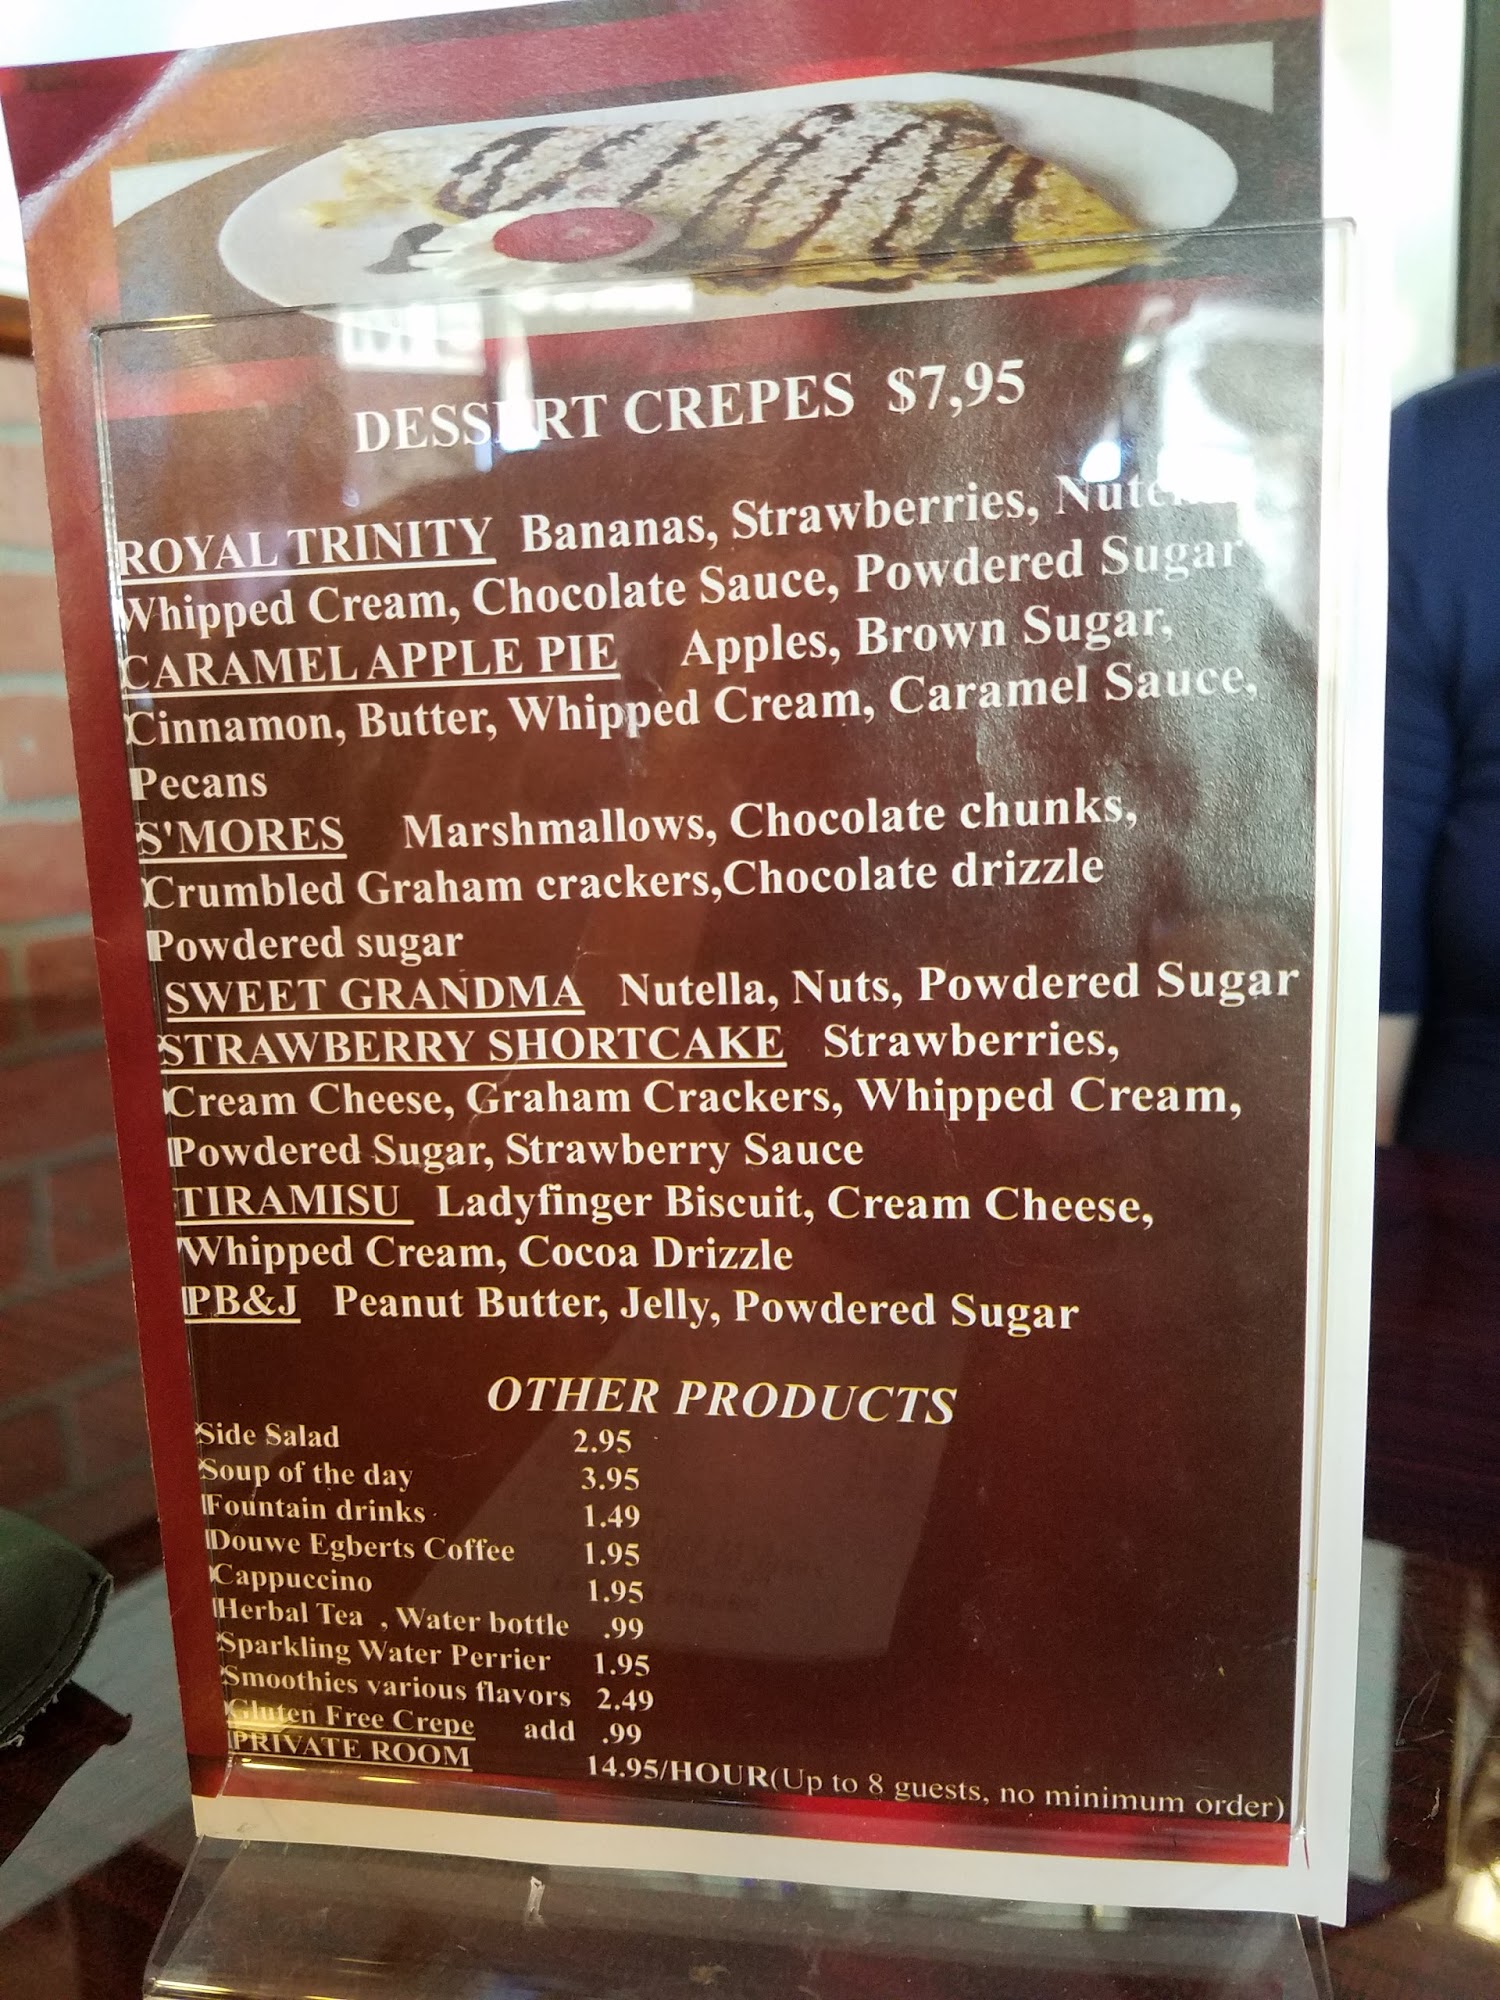 DESSERT CREPES $7,95
ROYAL TRINITY Bananas, Strawberries,
Whipped Cream, Chocolate Sauce, Powdered Sugar
CARAMEL APPLE PIE Apples, Brown Sugar,
Cinnamon, Butter, Whipped Cream, Caramel Sauce,
Pecans
S'MORES Marshmallows, Chocolate chunks,
Crumbled Graham crackers,Chocolate drizzle
Powdered sugar
SWEET GRANDMA Nutella, Nuts, Powdered Sugar
STRAWBERRY SHORTCAKE Strawberries,
Cream Cheese, Graham Crackers, Whipped Cream,
Powdered Sugar, Strawberry Sauce
TIRAMISU Ladyfinger Biscuit, Cream Cheese,
Whipped Cream, Cocoa Drizzle
PB&J Peanut Butter, Jelly, Powdered Sugar
OTHER PRODUCTS
Side Salad 2.95
Soup of the day 3.95
Fountain drinks 1.49
Douwe Egberts Coffee 1.95
Cappuccino 1.95
Herbal Tea , Water bottle .99
Sparkling Water Perrier 1.95
Smoothies various flavors 2.49
Gluten Free Crepe add .99
PRIVATE ROOM 14.95/HOUR(Up to 8 guests, no minimum order)